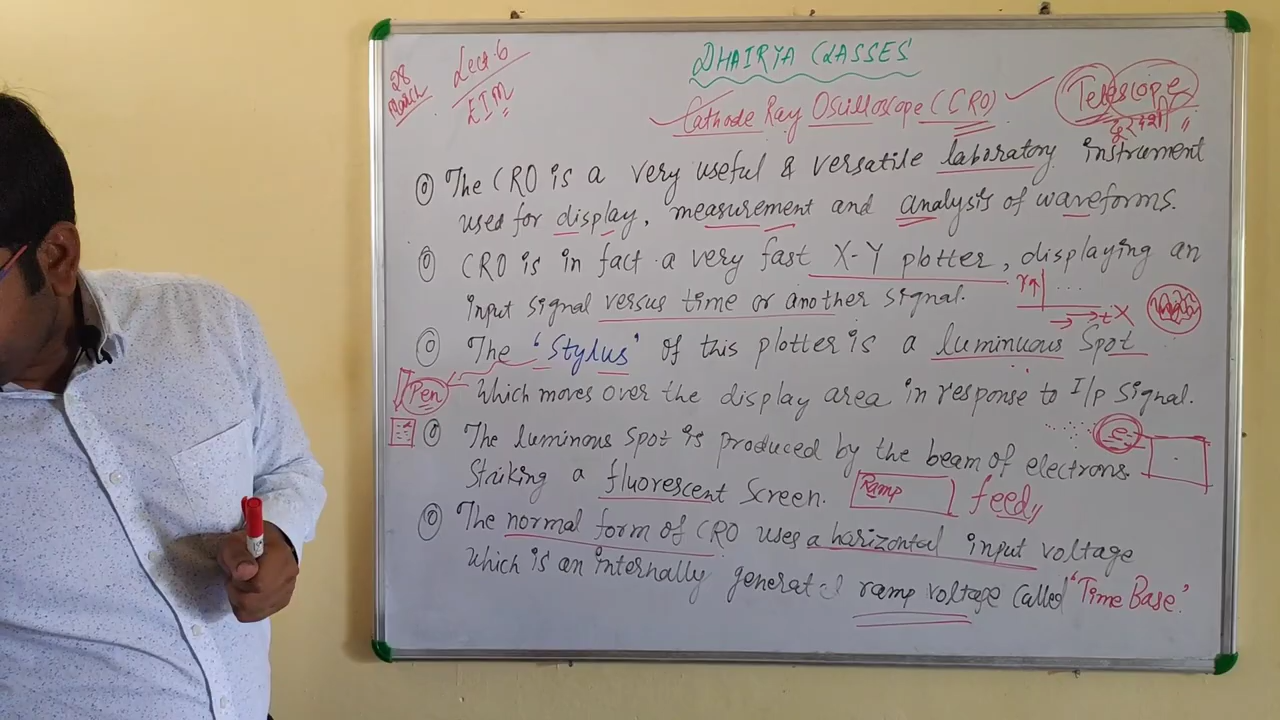 28 March
Lect-6
EIM
DHAIRYA CLASSES
Cathode Ray Oscilloscope (CRO)
Telescope
दूरदर्शी
The CRO is a very useful & versatile laboratory instrument
used for display, measurement and analysis of waveforms.
CRO is in fact a very fast X-Y plotter, displaying an
input signal versus time or another signal.
Y
t X
The 'Stylus' of this plotter is a luminuous Spot
Pen
Which moves over the display area in response to I/p signal.
The luminous Spot is produced by the beam of electrons
e-
Striking a fluorescent Screen.
Ramp
feed
The normal form of CRO uses a harizontal input voltage
Which is an internally generated ramp voltage called 'Time Base'.